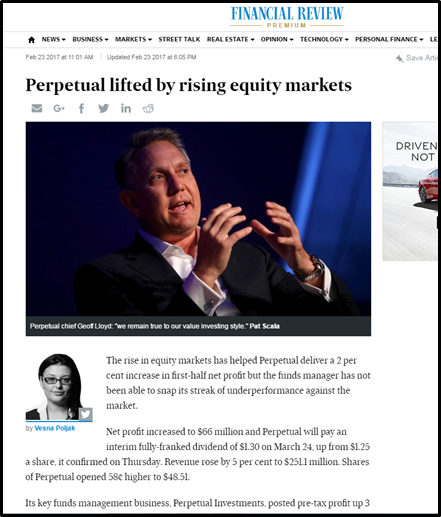 FINANCIAL REVIEW
PREMIUM
NEWS BUSINESS MARKETS STREET TALK REAL ESTATE OPINION TECHNOLOGY PERSONAL FINANCE LE
Feb 23 2017 at 11:01 AM Updated Feb 23 2017 at 6:05 PM
Save Artic
Perpetual lifted by rising equity markets
G+ f in
DRIVEN
NOT
Perpetual chief Geoff Lloyd: "we remain true to our value investing style." Pat Scala
The rise in equity markets has helped Perpetual deliver a 2 per
cent increase in first-half net profit but the funds manager has not
been able to snap its streak of underperformance against the
market.
by Vesna Poljak
Net profit increased to $66 million and Perpetual will pay an
interim fully-franked dividend of $1.30 on March 24, up from $1.25
a share, it confirmed on Thursday. Revenue rose by 5 per cent to $251.1 million. Shares
of Perpetual opened 58¢ higher to $48.51.
Its key funds management business, Perpetual Investments, posted pre-tax profit up 3